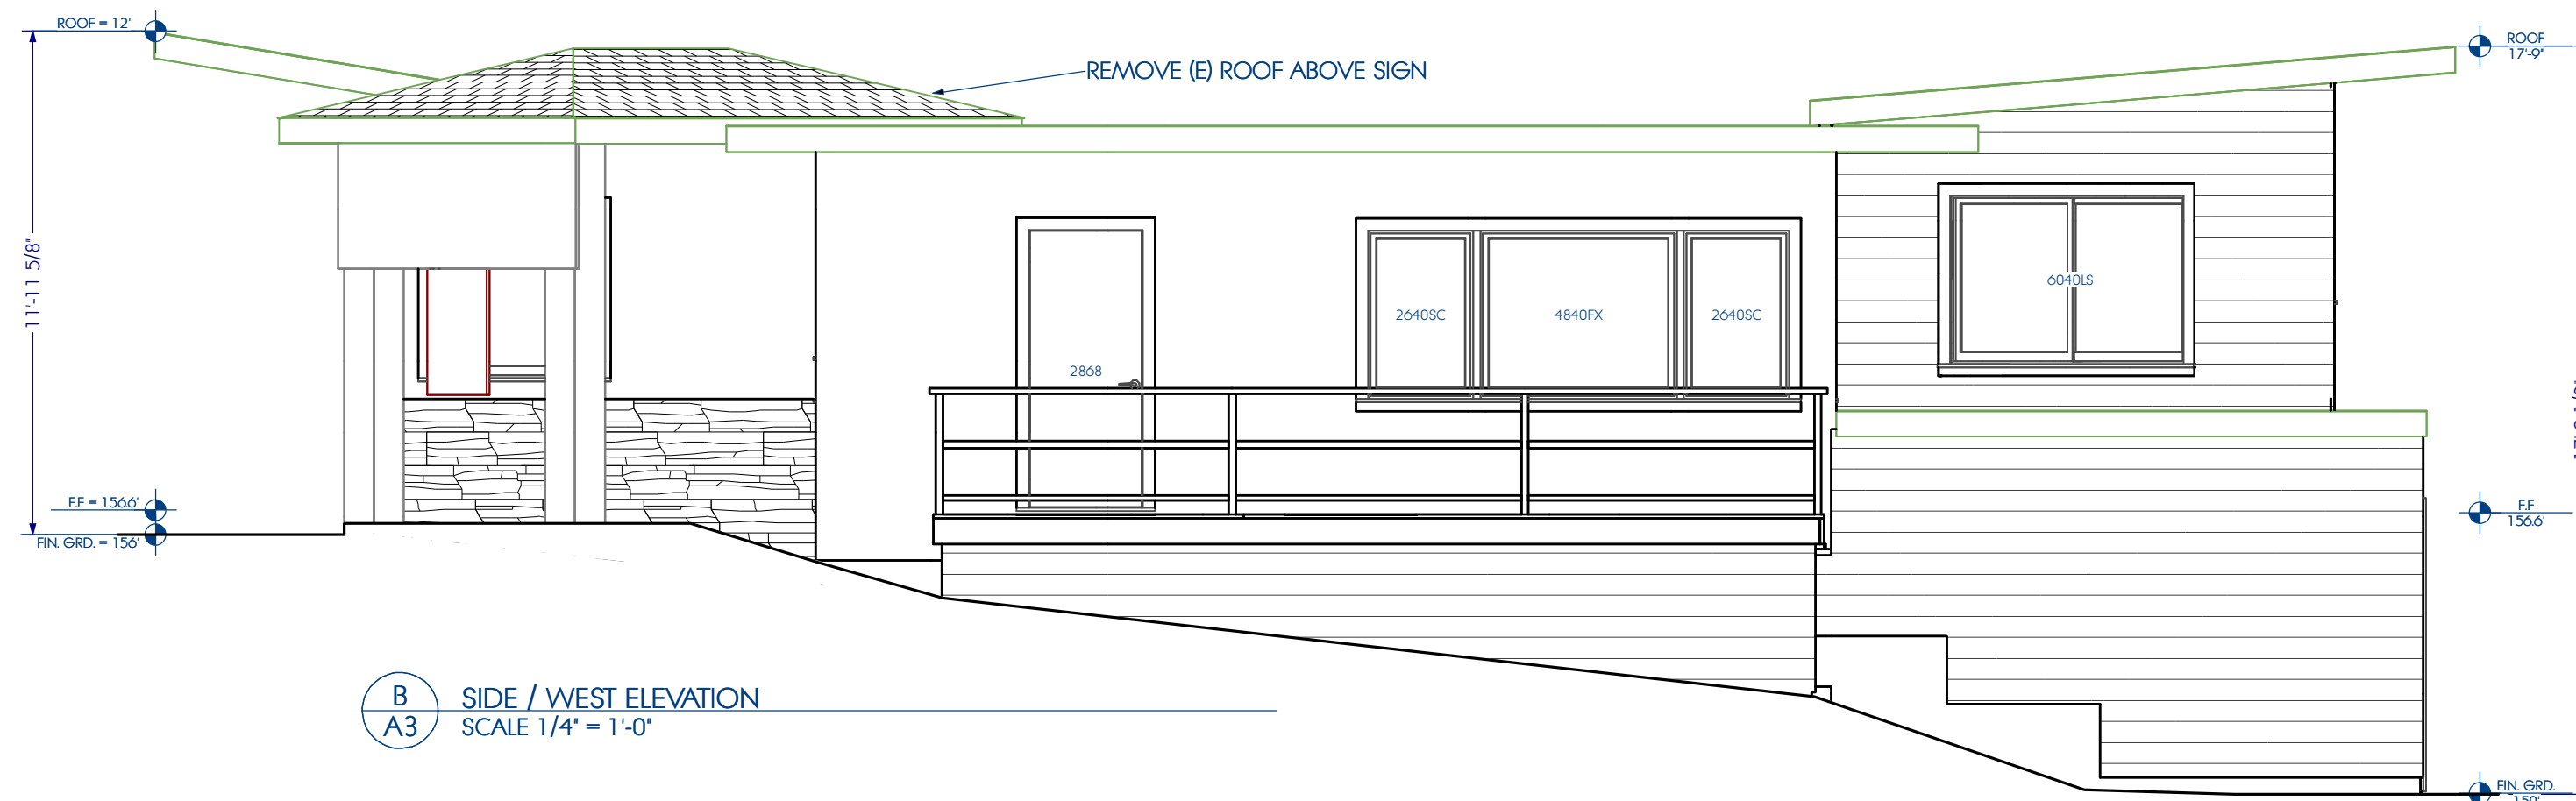 ROOF = 12'
REMOVE (E) ROOF ABOVE SIGN
ROOF
17'-9"
11'-11 5/8"
2868
2640SC
4840FX
2640SC
6040LS
F.F = 156.6'
FIN. GRD. = 156'
F.F
156.6'
B
A3
SIDE / WEST ELEVATION
SCALE 1/4" = 1'-0"
FIN. GRD.